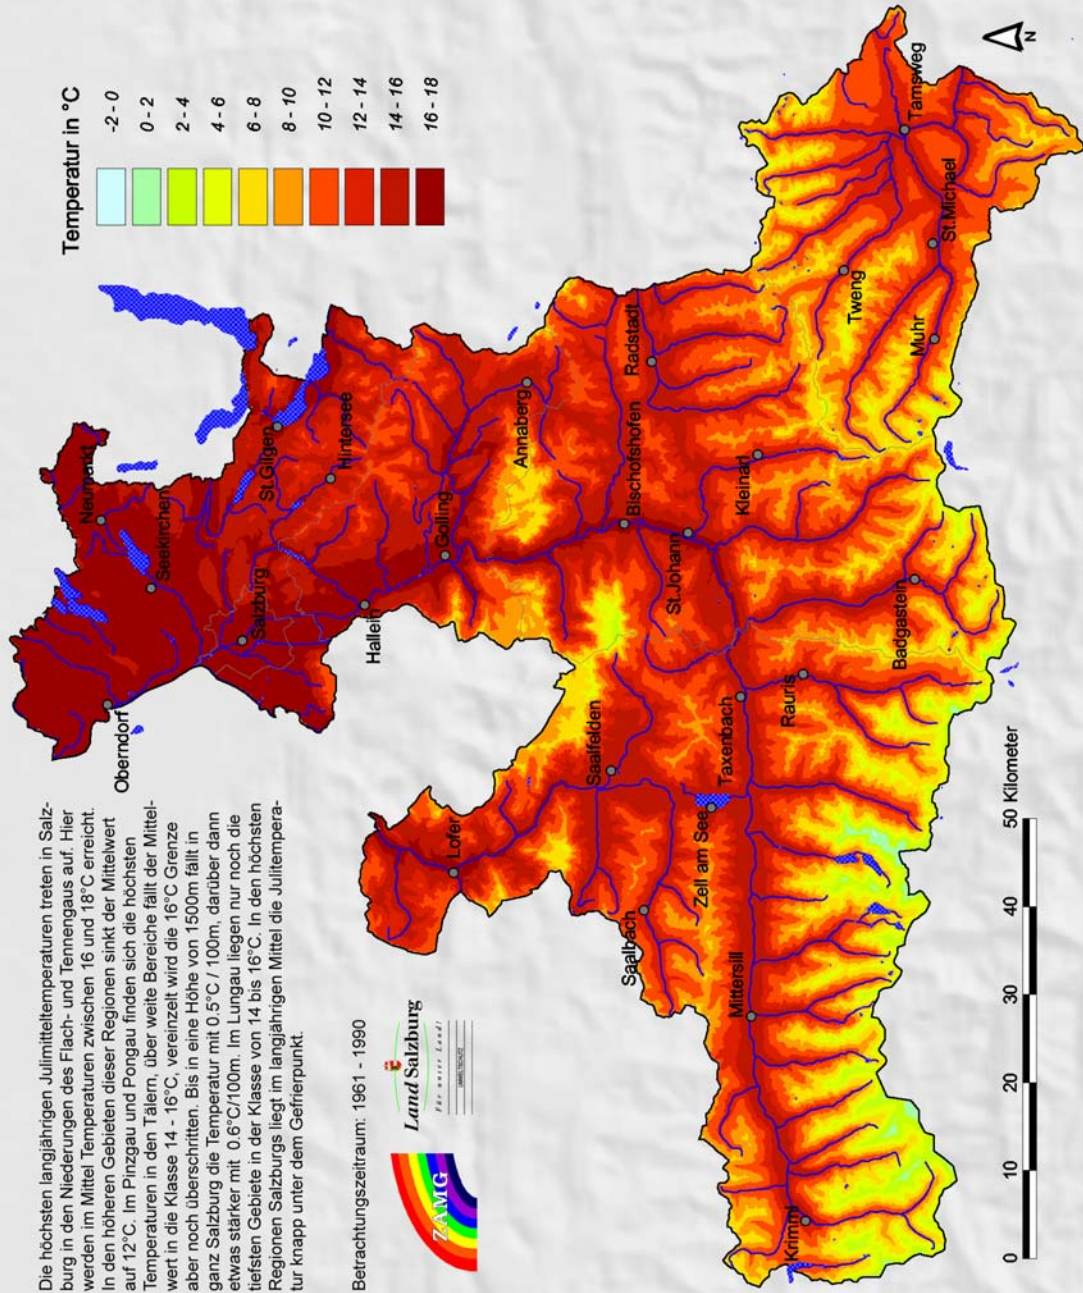 Die höchsten langjährigen Julimitteltemperaturen treten in Salz-
burg in den Niederungen des Flach- und Tennengaus auf. Hier
werden im Mittel Temperaturen zwischen 16 und 18°C erreicht.
In den höheren Gebieten dieser Regionen sinkt der Mittelwert
auf 12°C. Im Pinzgau und Pongau finden sich die höchsten
Temperaturen in den Tälern, über weite Bereiche fällt der Mittel-
wert in die Klasse 14 - 16°C, vereinzelt wird die 16°C Grenze
aber noch überschritten. Bis in eine Höhe von 1500m fällt in
ganz Salzburg die Temperatur mit 0.5°C / 100m, darüber dann
etwas stärker mit 0.6°C/100m. Im Lungau liegen nur noch die
tiefsten Gebiete in der Klasse von 14 bis 16°C. In den höchsten
Regionen Salzburgs liegt im langjährigen Mittel die Julitempera-
tur knapp unter dem Gefrierpunkt.
Betrachtungszeitraum: 1961 - 1990
ZAMG
Land Salzburg
Für unser Land!
UMWELTSCHUTZ
Temperatur in °C
-2 - 0
0 - 2
2 - 4
4 - 6
6 - 8
8 - 10
10 - 12
12 - 14
14 - 16
16 - 18
Oberndorf
Neumarkt
Seekirchen
Salzburg
St.Gilgen
Hintersee
Hallein
Golling
Annaberg
Lofer
Saalfelden
Bischofshofen
Radstadt
Saalbach
St.Johann
Zell am See
Taxenbach
Mittersill
Kleinarl
Rauris
Krimml
Badgastein
Tweng
Muhr
St.Michael
Tamsweg
0
10
20
30
40
50 Kilometer
N